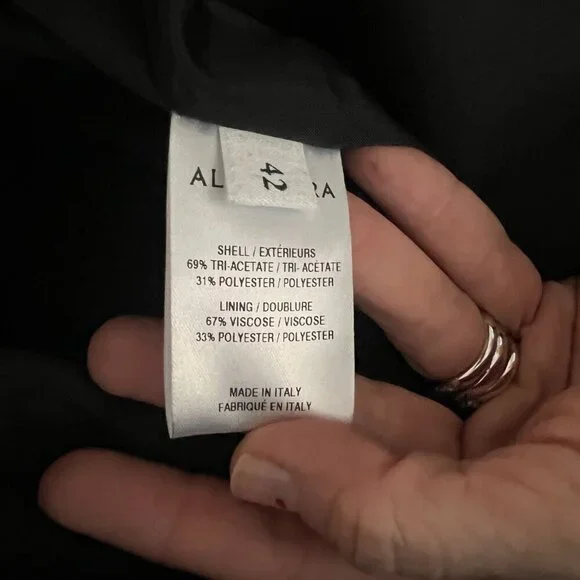 42
SHELL / EXTÉRIEURS
69% TRI-ACETATE / TRI- ACÉTATE
31% POLYESTER / POLYESTER
LINING / DOUBLURE
67% VISCOSE / VISCOSE
33% POLYESTER / POLYESTER
MADE IN ITALY
FABRIQUÉ EN ITALY